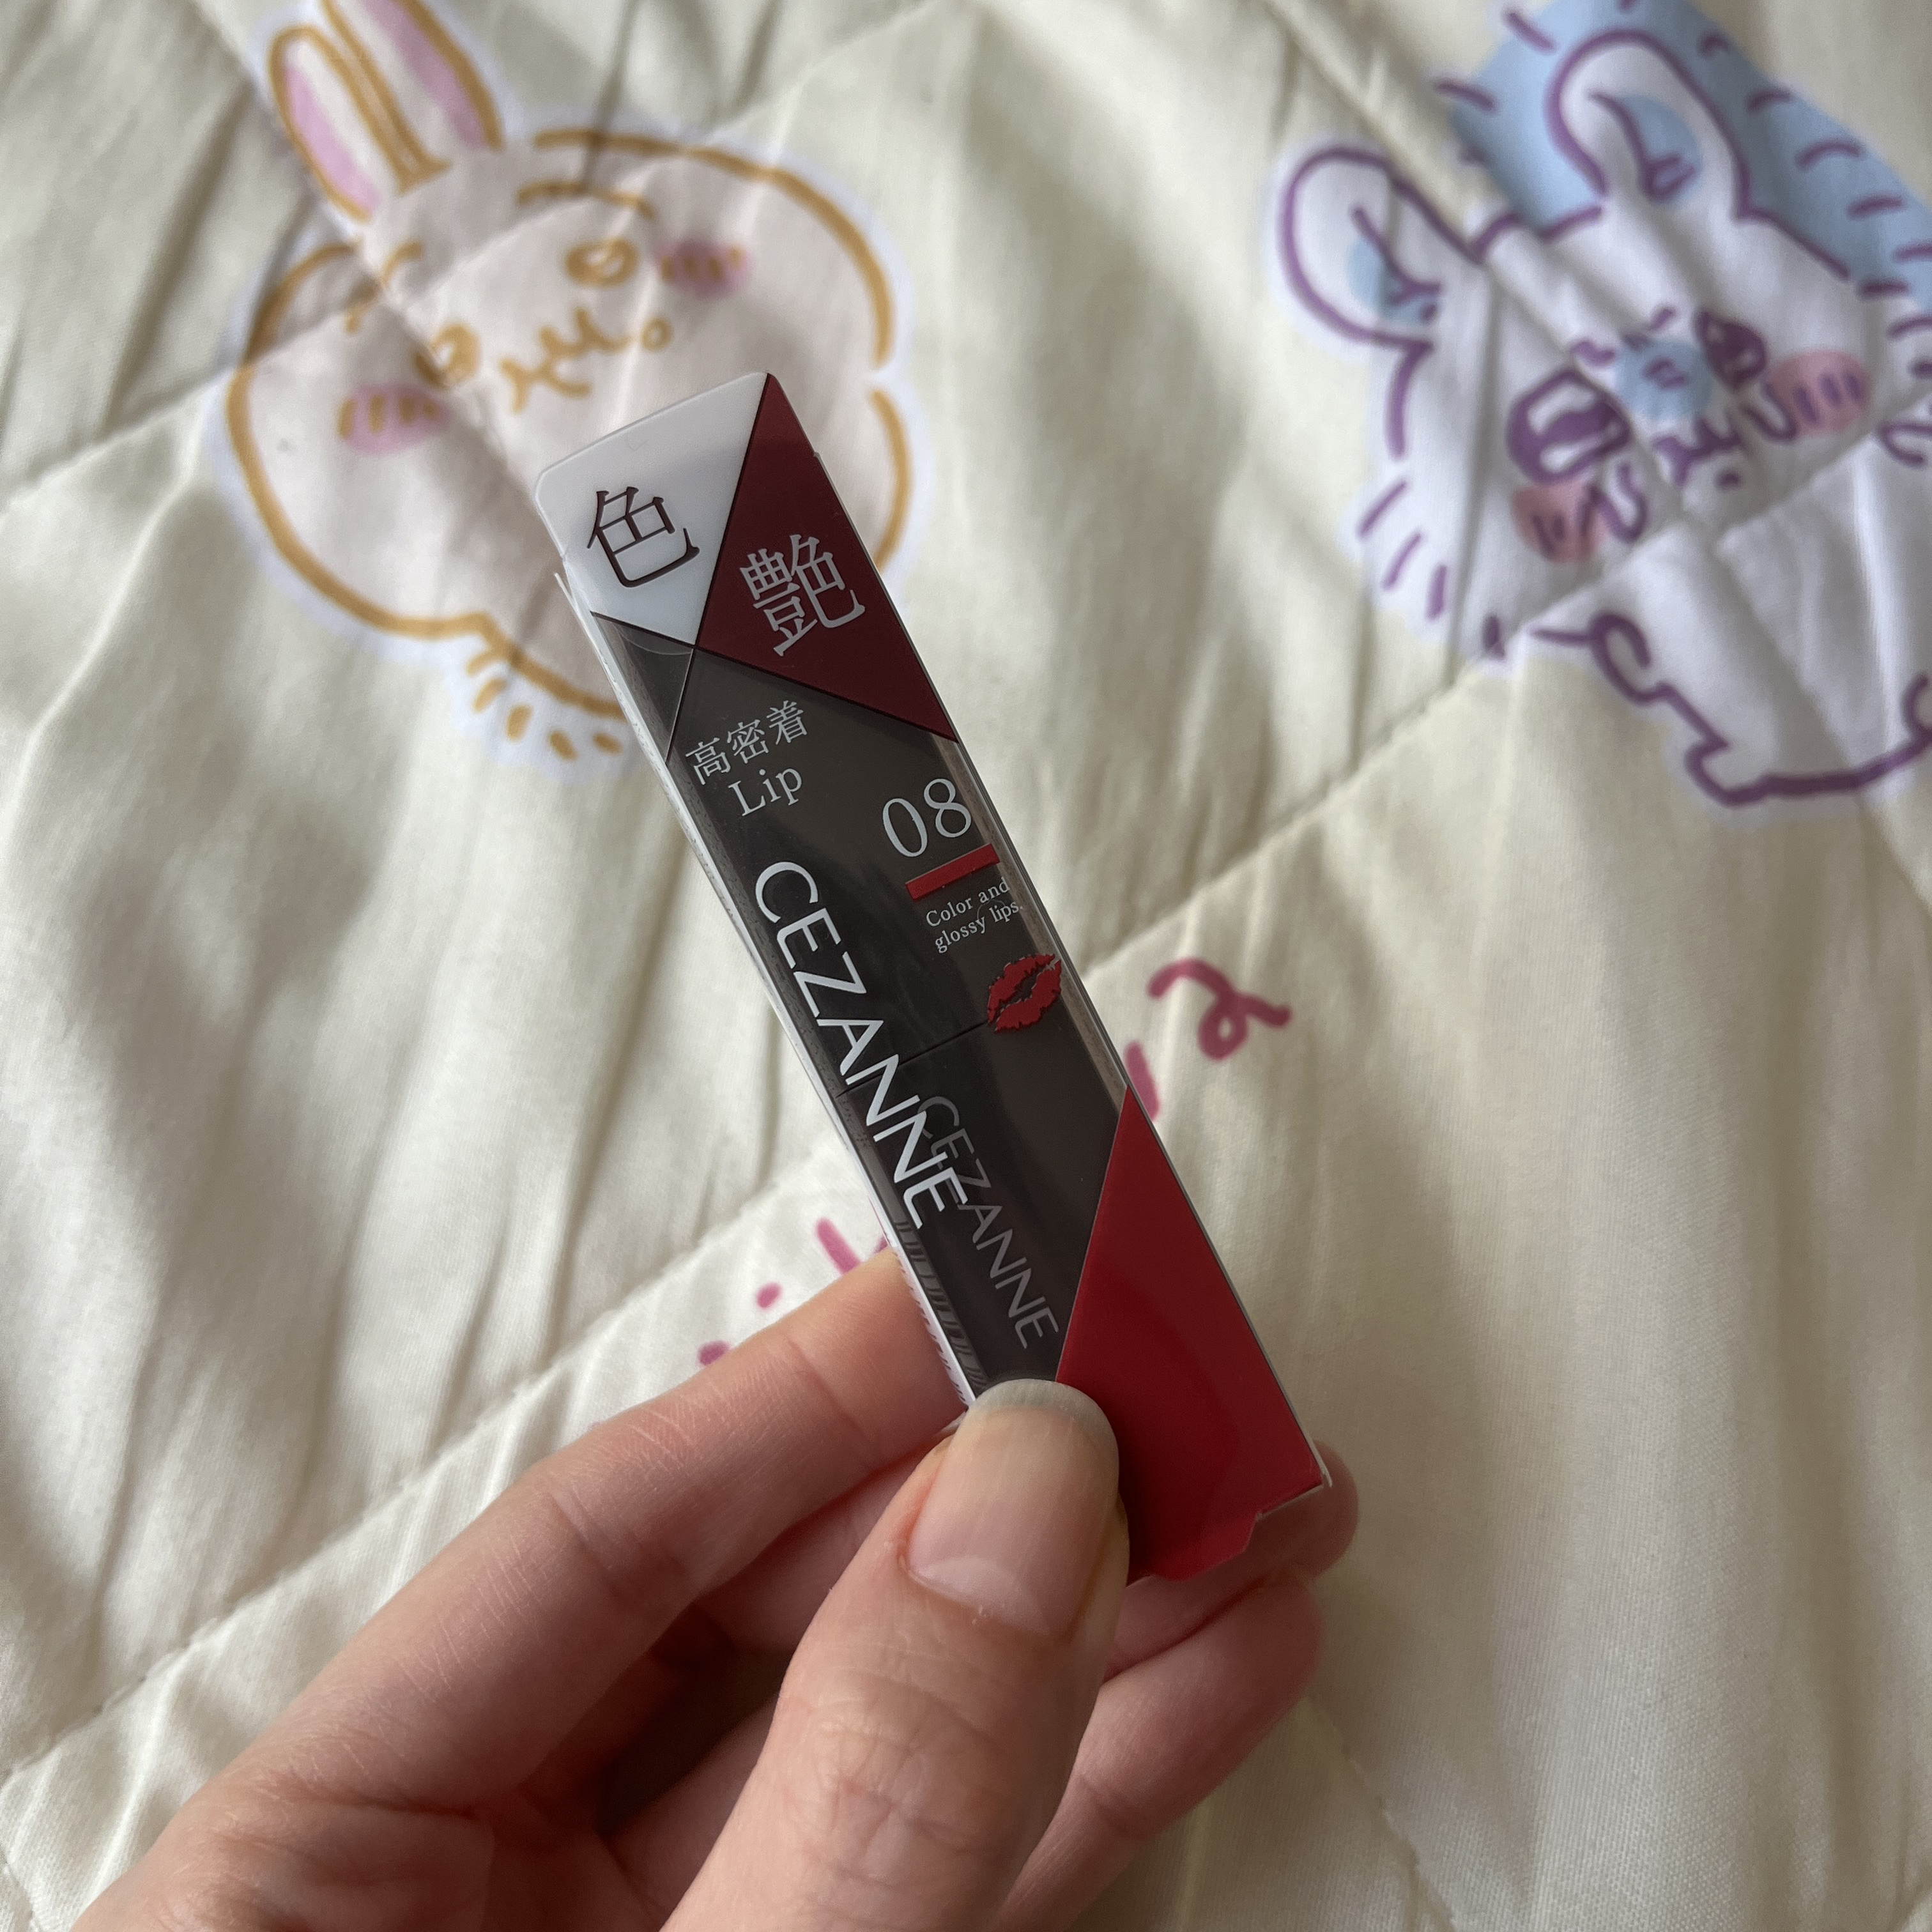 色
艶
高密着
Lip
08
Color and
glossy lips.
CEZANNE
CEZANNE